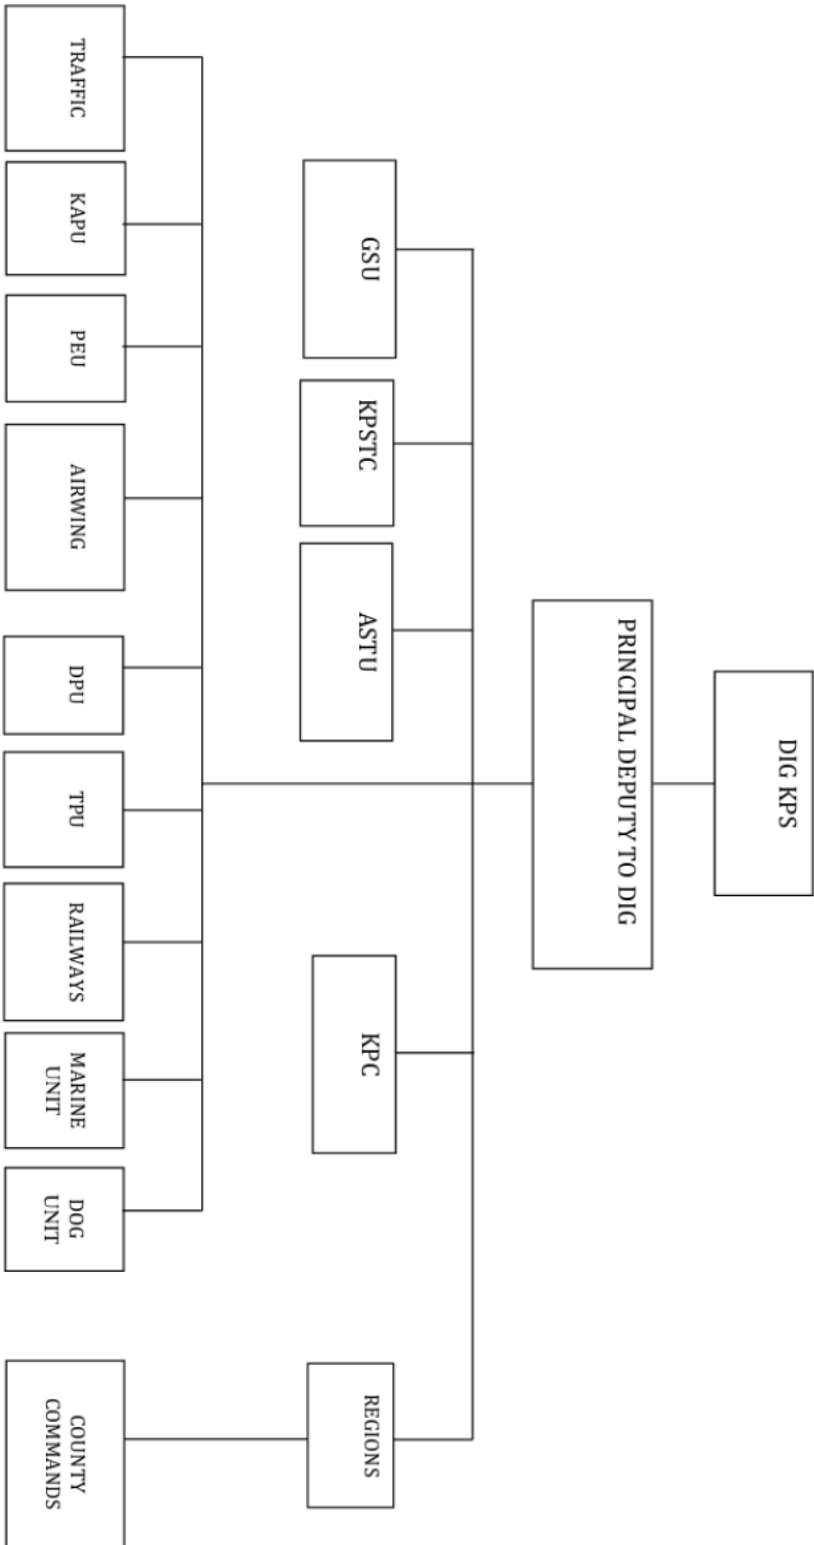 DIG KPS
PRINCIPAL DEPUTY TO DIG
GSU
KPSTC
ASTU
KPC
REGIONS
TRAFFIC
KAPU
PEU
AIRWING
DPU
TPU
RAILWAYS
MARINE
UNIT
DOG
UNIT
COUNTY
COMMANDS